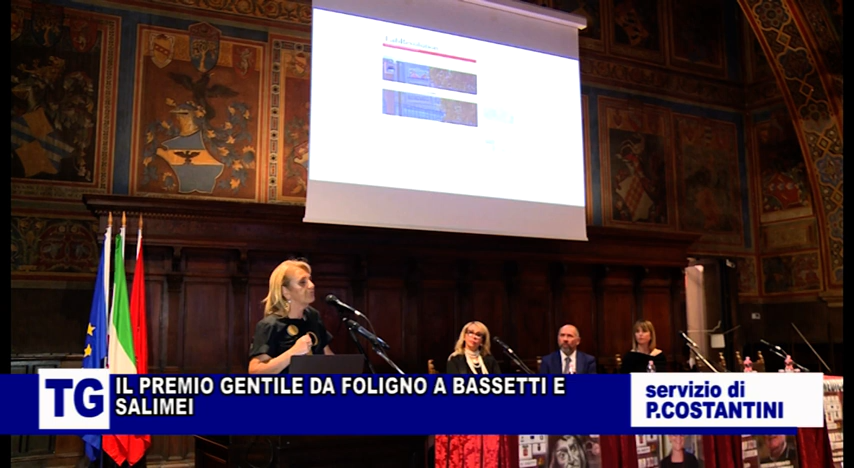 TG
IL PREMIO GENTILE DA FOLIGNO A BASSETTI E
SALIMEI
servizio di
P.COSTANTINI